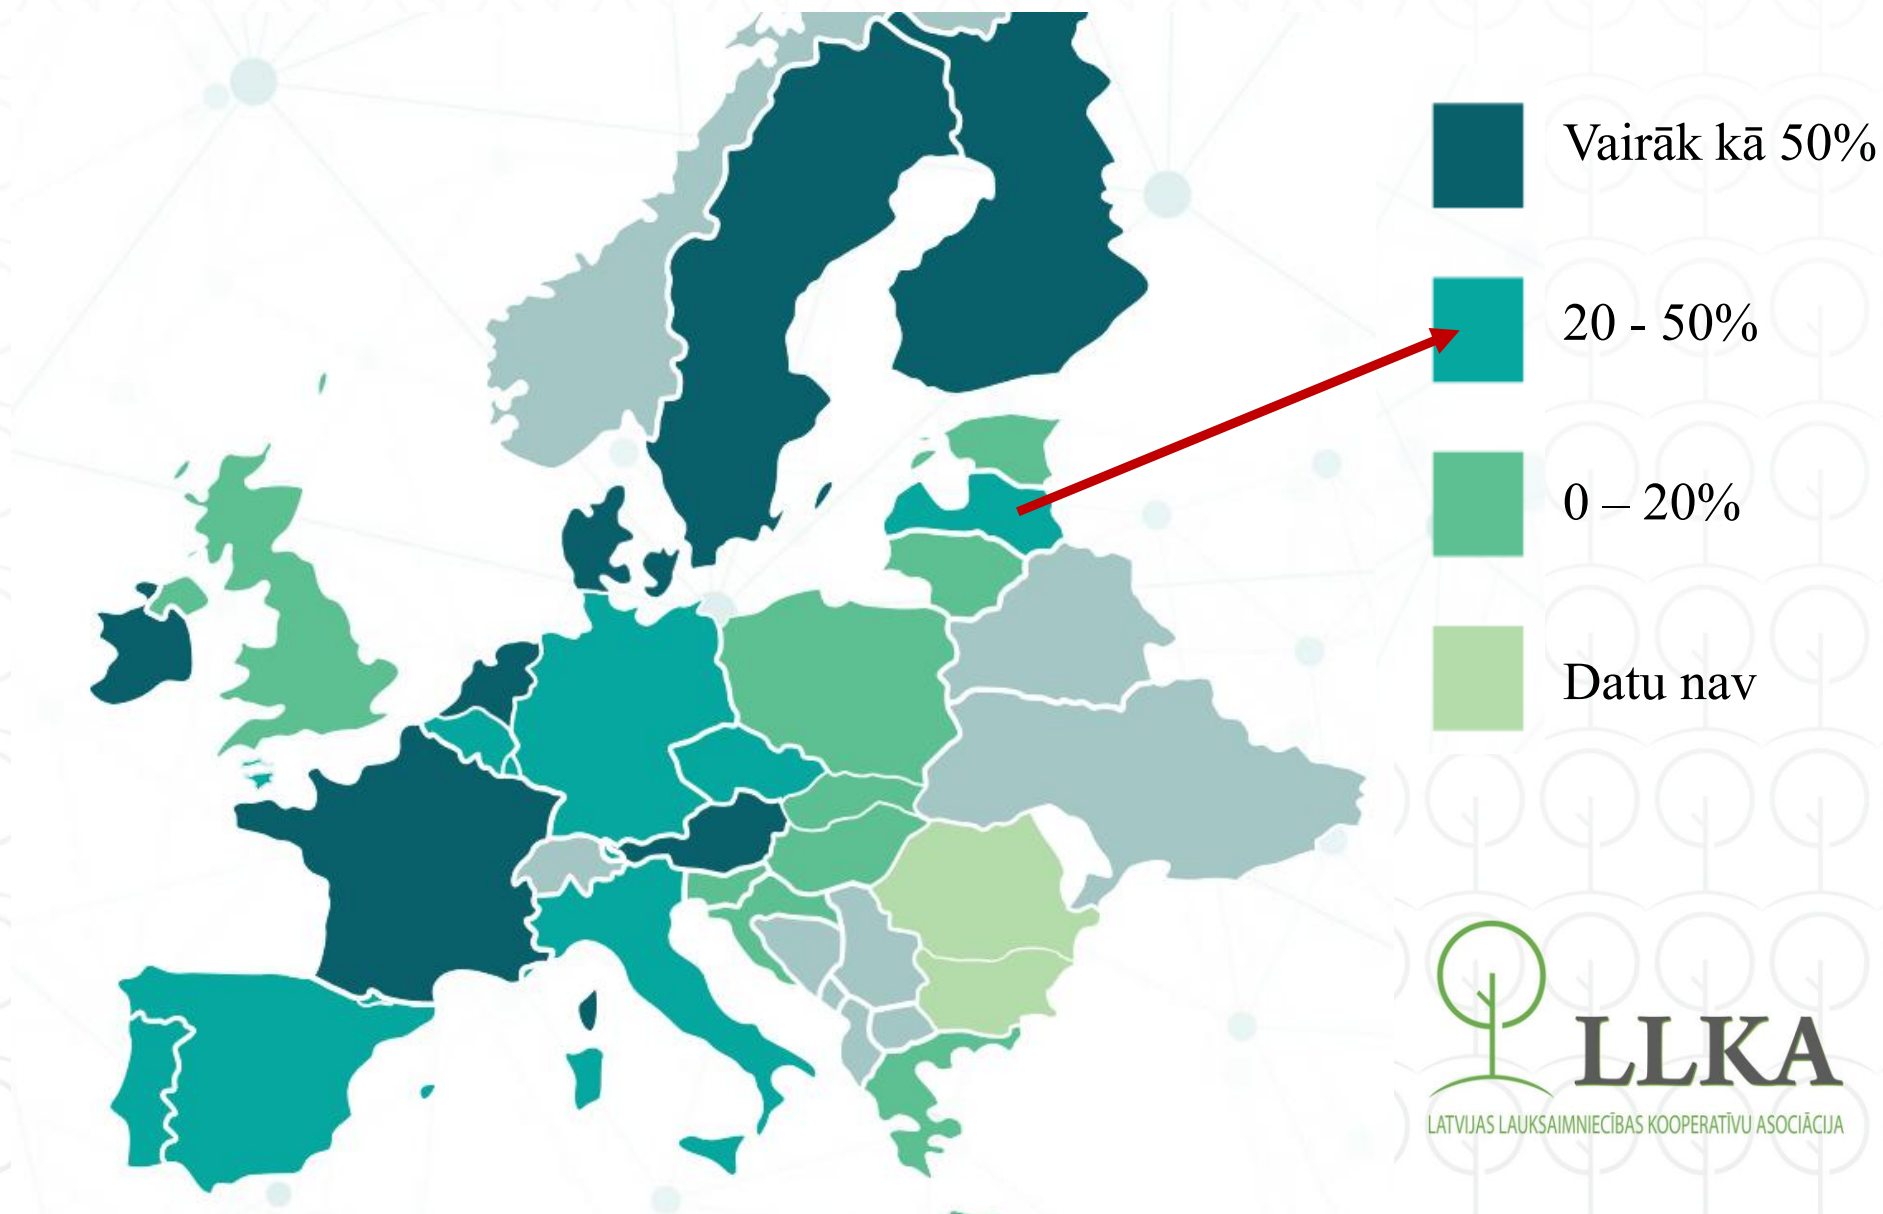 Vairāk kā 50%
20 - 50%
0 – 20%
Datu nav
LLKA
LATVIJAS LAUKSAIMNIECĪBAS KOOPERATĪVU ASOCIĀCIJA